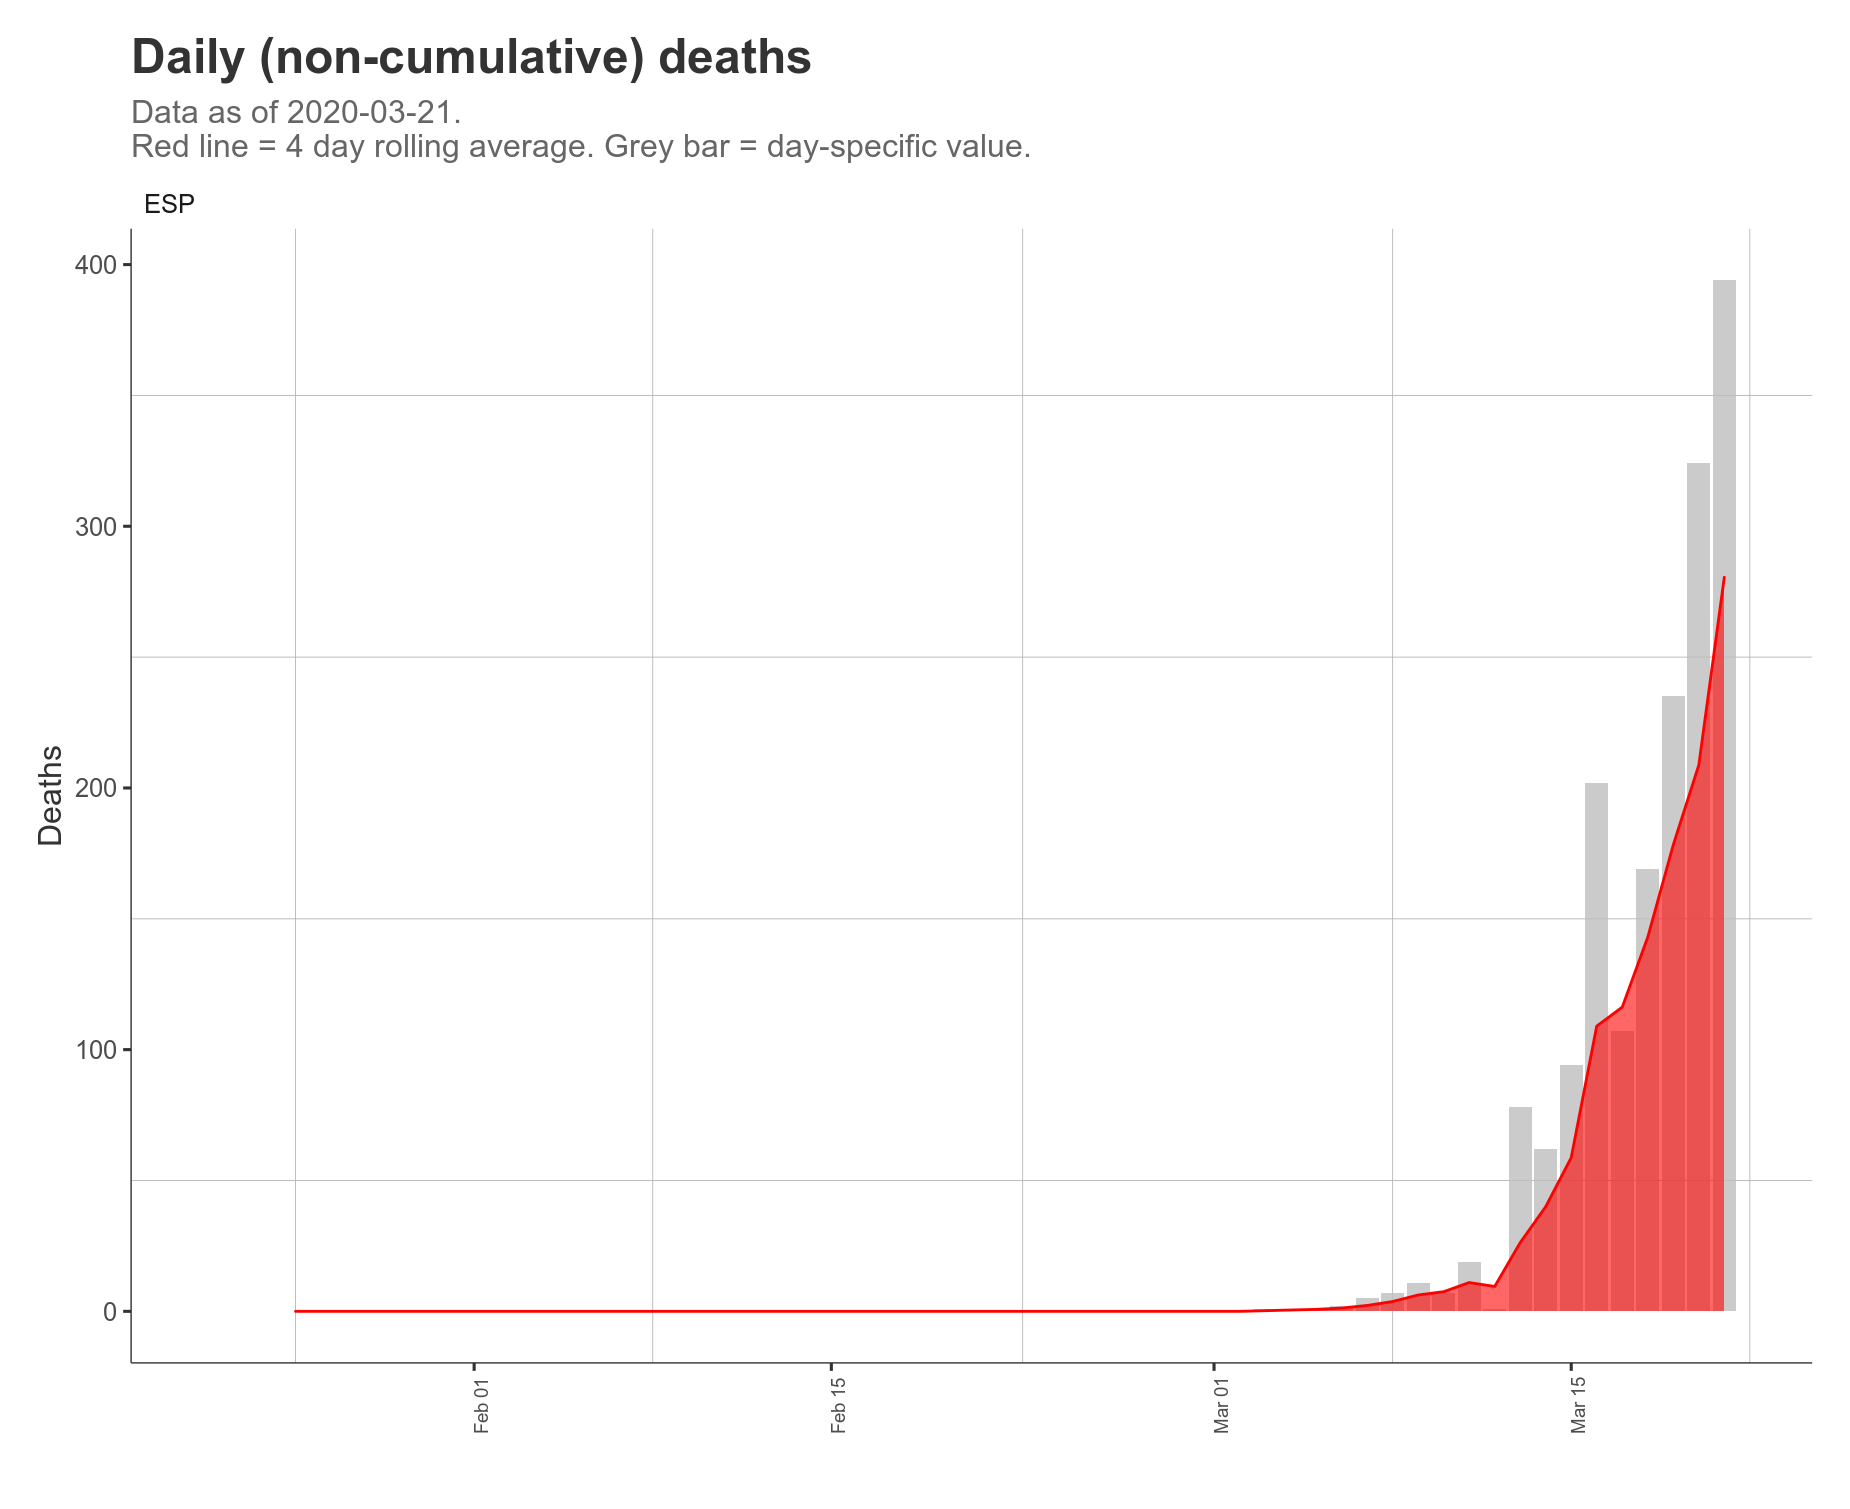 Daily (non-cumulative) deaths
Data as of 2020-03-21.
Red line = 4 day rolling average. Grey bar = day-specific value.
ESP
400
300
200
100
0
Deaths
Feb 01
Feb 15
Mar 01
Mar 15